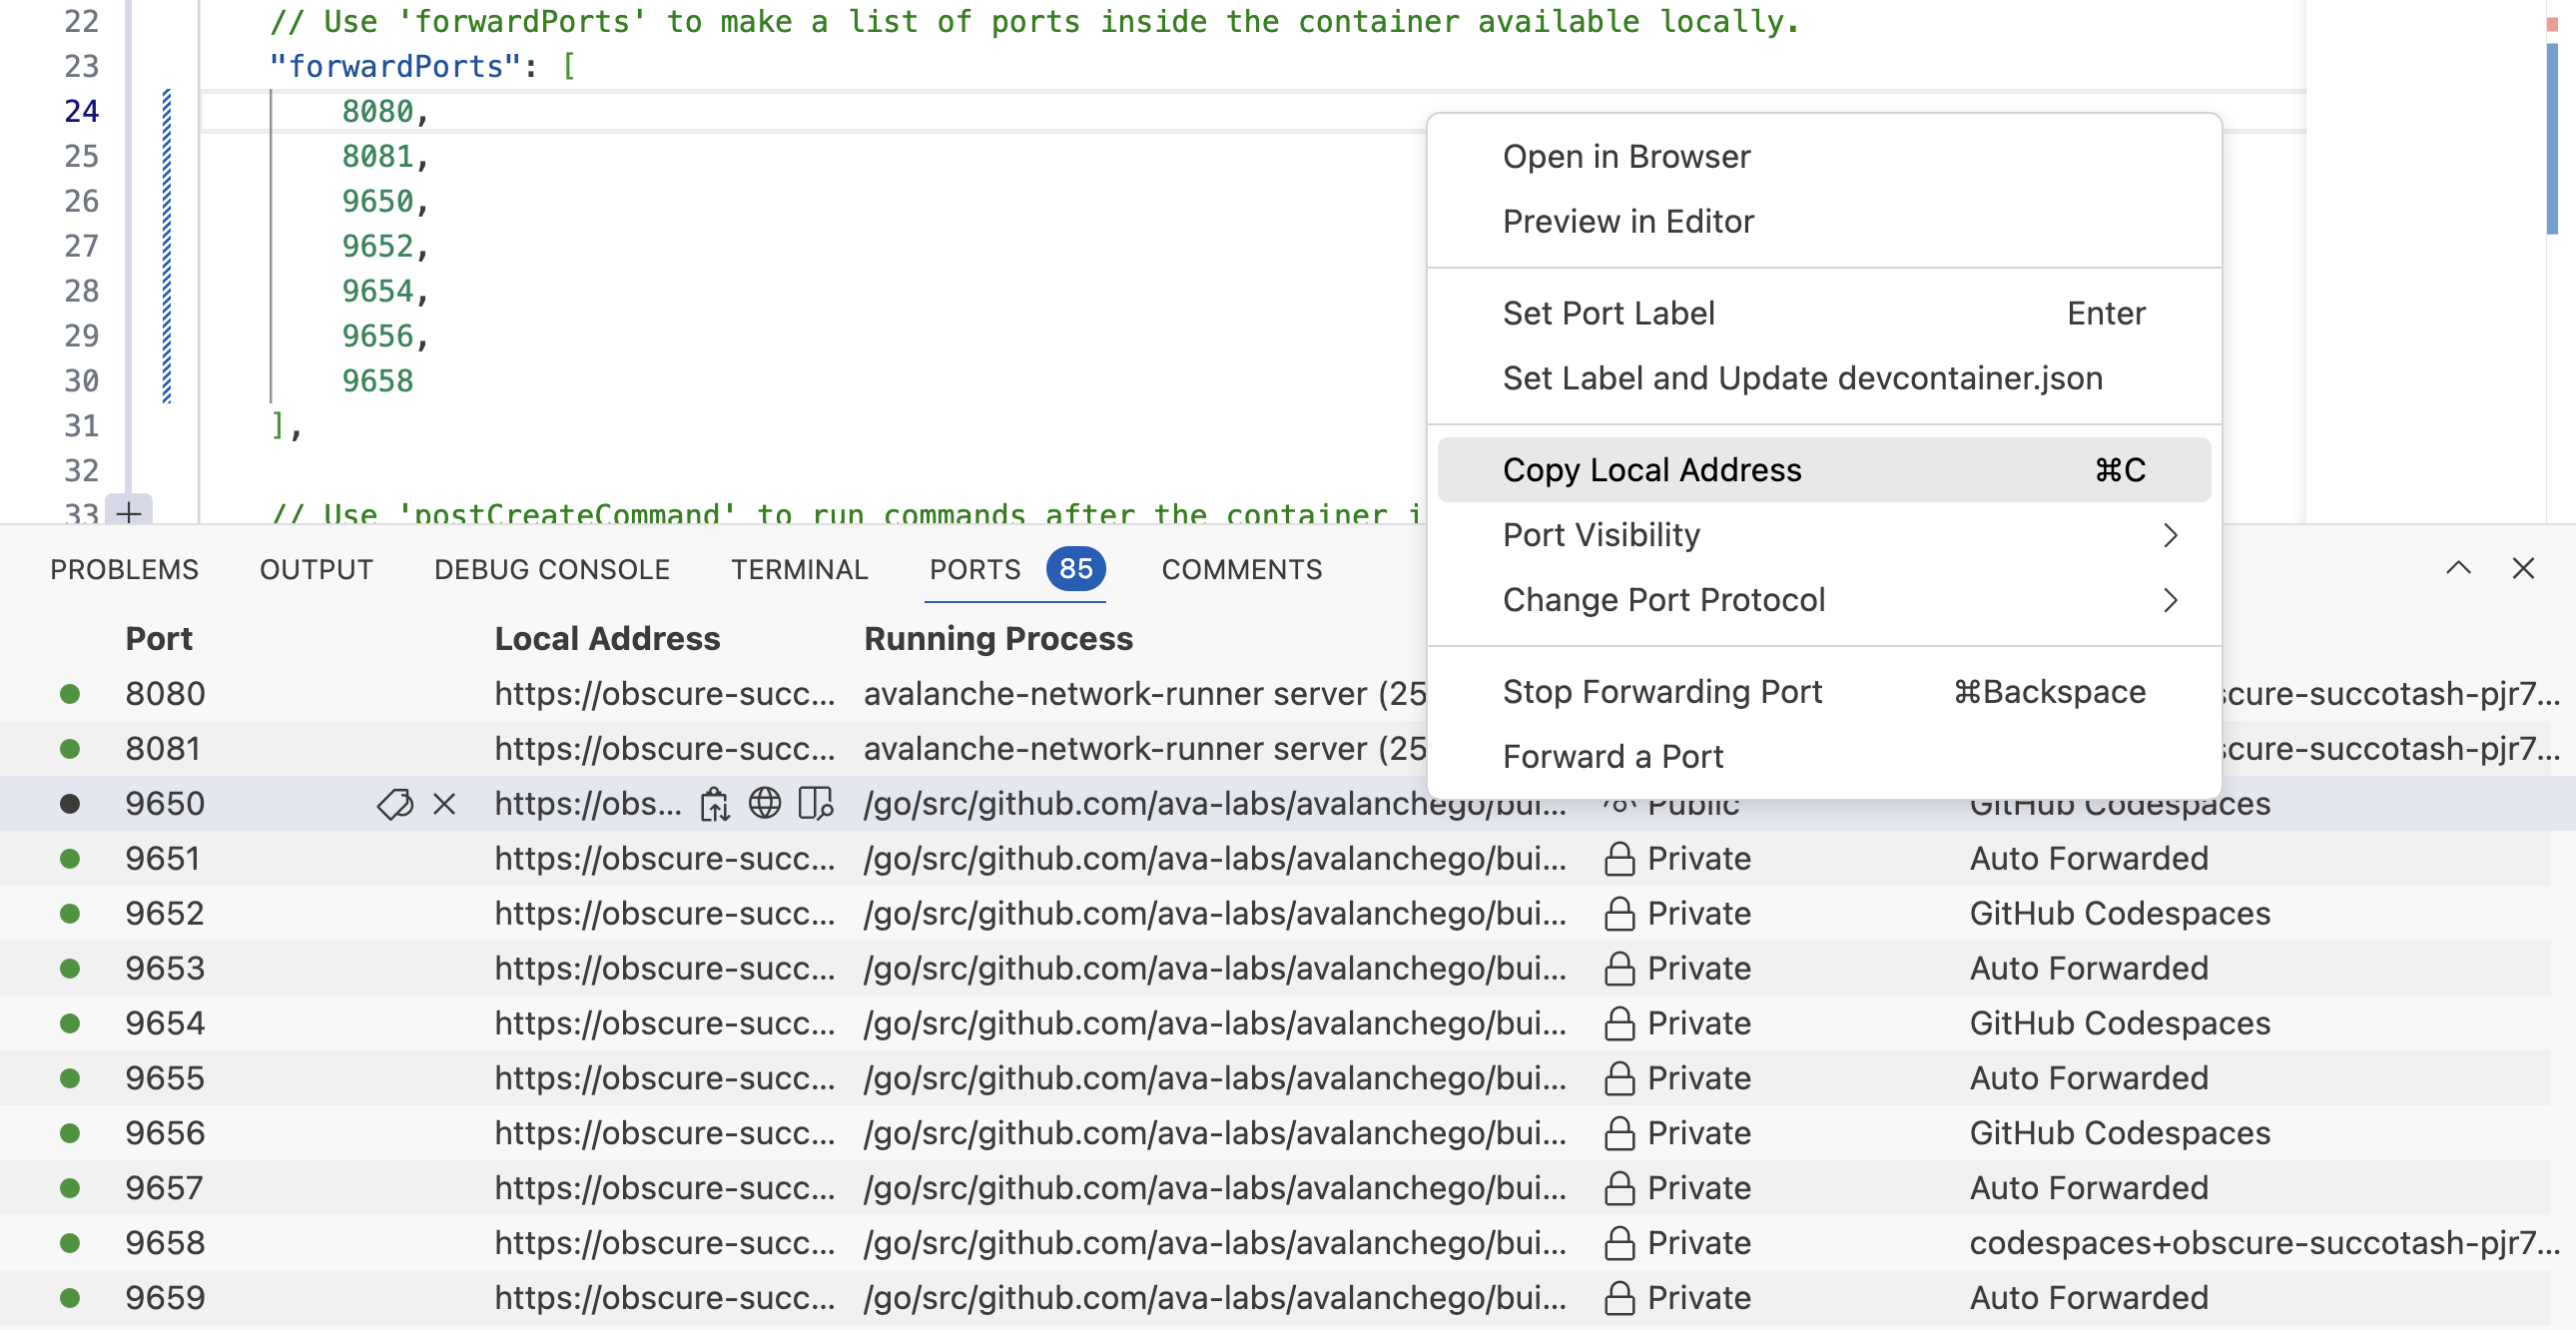 22 // Use 'forwardPorts' to make a list of ports inside the container available locally.
23 "forwardPorts": [
24 8080,
25 8081,
26 9650,
27 9652,
28 9654,
29 9656,
30 9658
31 ],
32
33 // Use 'postCreateCommand' to run commands after the container
Open in Browser
Preview in Editor
Set Port Label Enter
Set Label and Update devcontainer.json
Copy Local Address ⌘C
Port Visibility
Change Port Protocol
Stop Forwarding Port ⌘Backspace
Forward a Port
PROBLEMS OUTPUT DEBUG CONSOLE TERMINAL PORTS 85 COMMENTS
Port Local Address Running Process
8080 https://obscure-succ... avalanche-network-runner server (25 scure-succotash-pjr7...
8081 https://obscure-succ... avalanche-network-runner server (25 scure-succotash-pjr7...
9650 https://obs... /go/src/github.com/ava-labs/avalanchego/bui... Public GitHub Codespaces
9651 https://obscure-succ... /go/src/github.com/ava-labs/avalanchego/bui... Private Auto Forwarded
9652 https://obscure-succ... /go/src/github.com/ava-labs/avalanchego/bui... Private GitHub Codespaces
9653 https://obscure-succ... /go/src/github.com/ava-labs/avalanchego/bui... Private Auto Forwarded
9654 https://obscure-succ... /go/src/github.com/ava-labs/avalanchego/bui... Private GitHub Codespaces
9655 https://obscure-succ... /go/src/github.com/ava-labs/avalanchego/bui... Private Auto Forwarded
9656 https://obscure-succ... /go/src/github.com/ava-labs/avalanchego/bui... Private GitHub Codespaces
9657 https://obscure-succ... /go/src/github.com/ava-labs/avalanchego/bui... Private Auto Forwarded
9658 https://obscure-succ... /go/src/github.com/ava-labs/avalanchego/bui... Private codespaces+obscure-succotash-pjr7...
9659 https://obscure-succ... /go/src/github.com/ava-labs/avalanchego/bui... Private Auto Forwarded